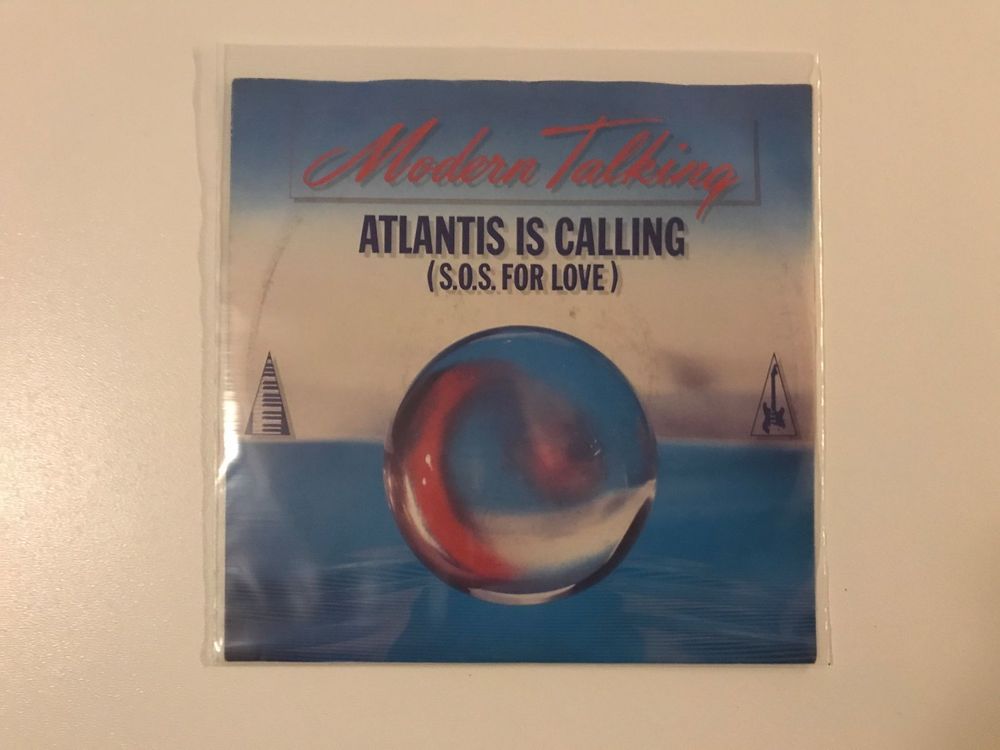 Modern Talking
ATLANTIS IS CALLING
(S.O.S. FOR LOVE)